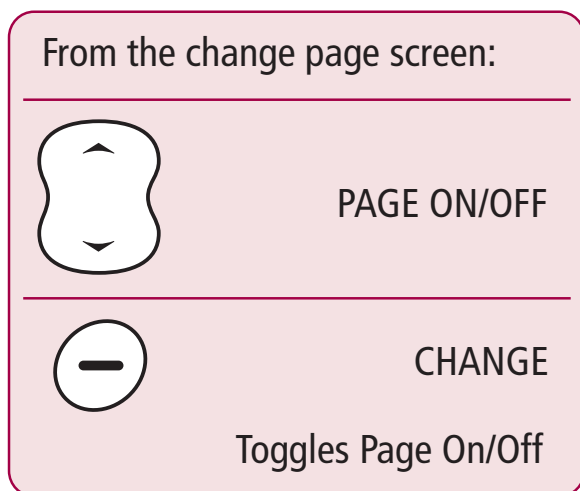 From the change page screen:
PAGE ON/OFF
CHANGE
Toggles Page On/Off